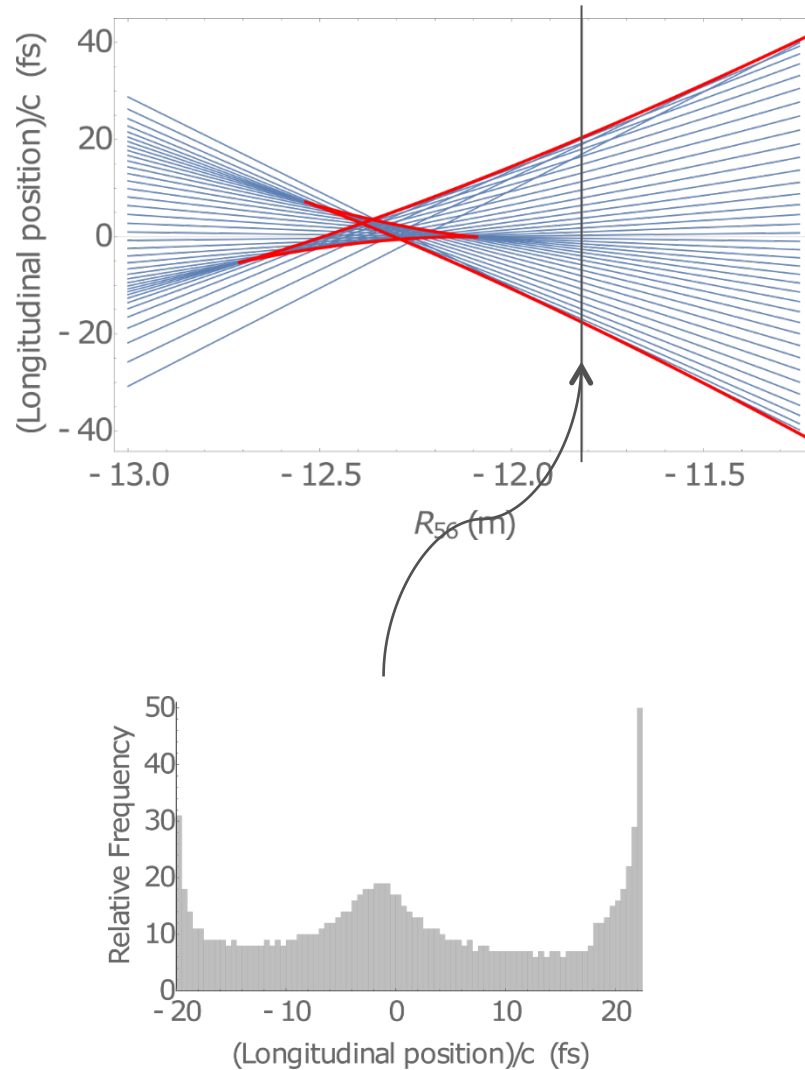 (Longitudinal position)/c (fs)
40
20
0
- 20
- 40
- 13.0 - 12.5 - 12.0 - 11.5
R56 (m)
Relative Frequency
50
40
30
20
10
0
- 20 - 10 0 10 20
(Longitudinal position)/c (fs)